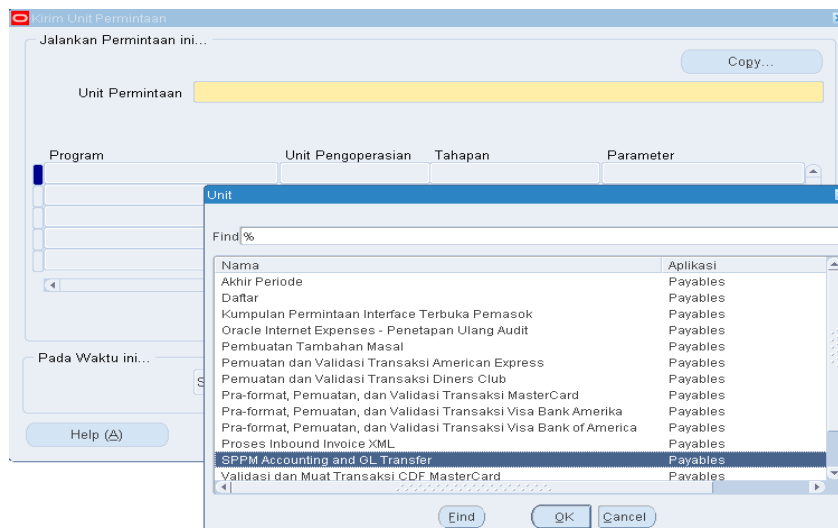 Kirim Unit Permintaan
Jalankan Permintaan ini...
Copy...
Unit Permintaan
Program Unit Pengoperasian Tahapan Parameter
Unit
Find %
Nama Aplikasi
Akhir Periode Payables
Daftar Payables
Kumpulan Permintaan Interface Terbuka Pemasok Payables
Oracle Internet Expenses - Penetapan Ulang Audit Payables
Pembuatan Tambahan Masal Payables
Pemuatan dan Validasi Transaksi American Express Payables
Pemuatan dan Validasi Transaksi Diners Club Payables
Pra-format, Pemuatan, dan Validasi Transaksi MasterCard Payables
Pra-format, Pemuatan, dan Validasi Transaksi Visa Bank Amerika Payables
Pra-format, Pemuatan, dan Validasi Transaksi Visa Bank of America Payables
Proses Inbound Invoice XML Payables
SPPM Accounting and GL Transfer Payables
Validasi dan Muat Transaksi CDF MasterCard Payables
Pada Waktu ini...
S
Help (A)
Find OK Cancel